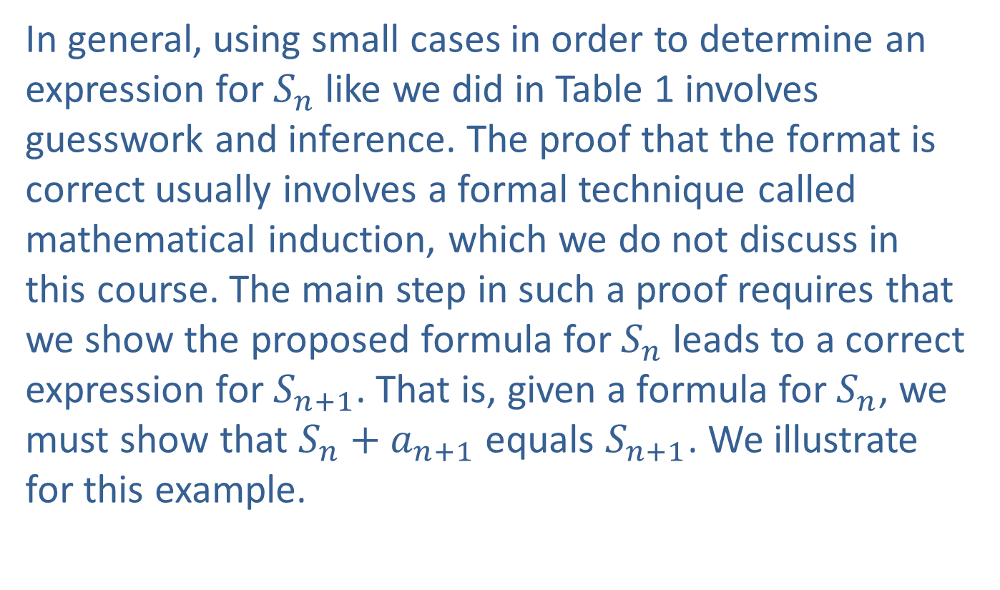 In general, using small cases in order to determine an
expression for $S_n$ like we did in Table 1 involves
guesswork and inference. The proof that the format is
correct usually involves a formal technique called
mathematical induction, which we do not discuss in
this course. The main step in such a proof requires that
we show the proposed formula for $S_n$ leads to a correct
expression for $S_{n+1}$. That is, given a formula for $S_n$, we
must show that $S_n + a_{n+1}$ equals $S_{n+1}$. We illustrate
for this example.